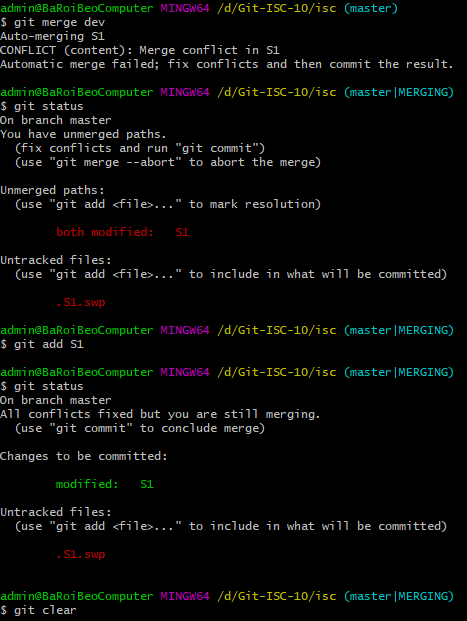 admin@BaRoiBeoComputer MINGW64 /d/Git-ISC-10/isc (master)
$ git merge dev
Auto-merging S1
CONFLICT (content): Merge conflict in S1
Automatic merge failed; fix conflicts and then commit the result.
admin@BaRoiBeoComputer MINGW64 /d/Git-ISC-10/isc (master|MERGING)
$ git status
On branch master
You have unmerged paths.
(fix conflicts and run "git commit")
(use "git merge --abort" to abort the merge)
Unmerged paths:
(use "git add <file>..." to mark resolution)
both modified:   S1
Untracked files:
(use "git add <file>..." to include in what will be committed)
.S1.swp
admin@BaRoiBeoComputer MINGW64 /d/Git-ISC-10/isc (master|MERGING)
$ git add S1
admin@BaRoiBeoComputer MINGW64 /d/Git-ISC-10/isc (master|MERGING)
$ git status
On branch master
All conflicts fixed but you are still merging.
(use "git commit" to conclude merge)
Changes to be committed:
modified:   S1
Untracked files:
(use "git add <file>..." to include in what will be committed)
.S1.swp
admin@BaRoiBeoComputer MINGW64 /d/Git-ISC-10/isc (master|MERGING)
$ git clear